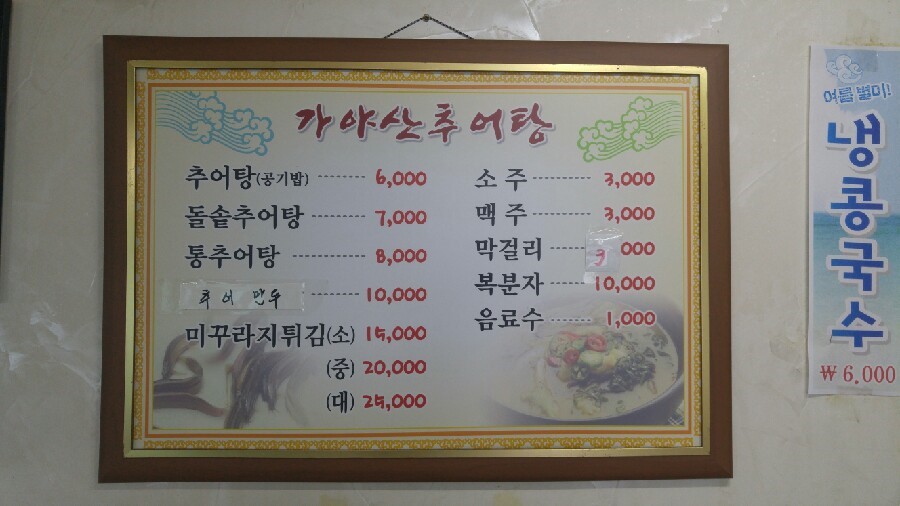 가야산추어탕
추어탕(공기밥) 6,000
돌솥추어탕 7,000
통추어탕 8,000
추어만두 10,000
미꾸라지튀김(소) 15,000
(중) 20,000
(대) 25,000
소주 3,000
맥주 3,000
막걸리 3,000
복분자 10,000
음료수 1,000
여름 별미!
냉콩국수
₩ 6,000